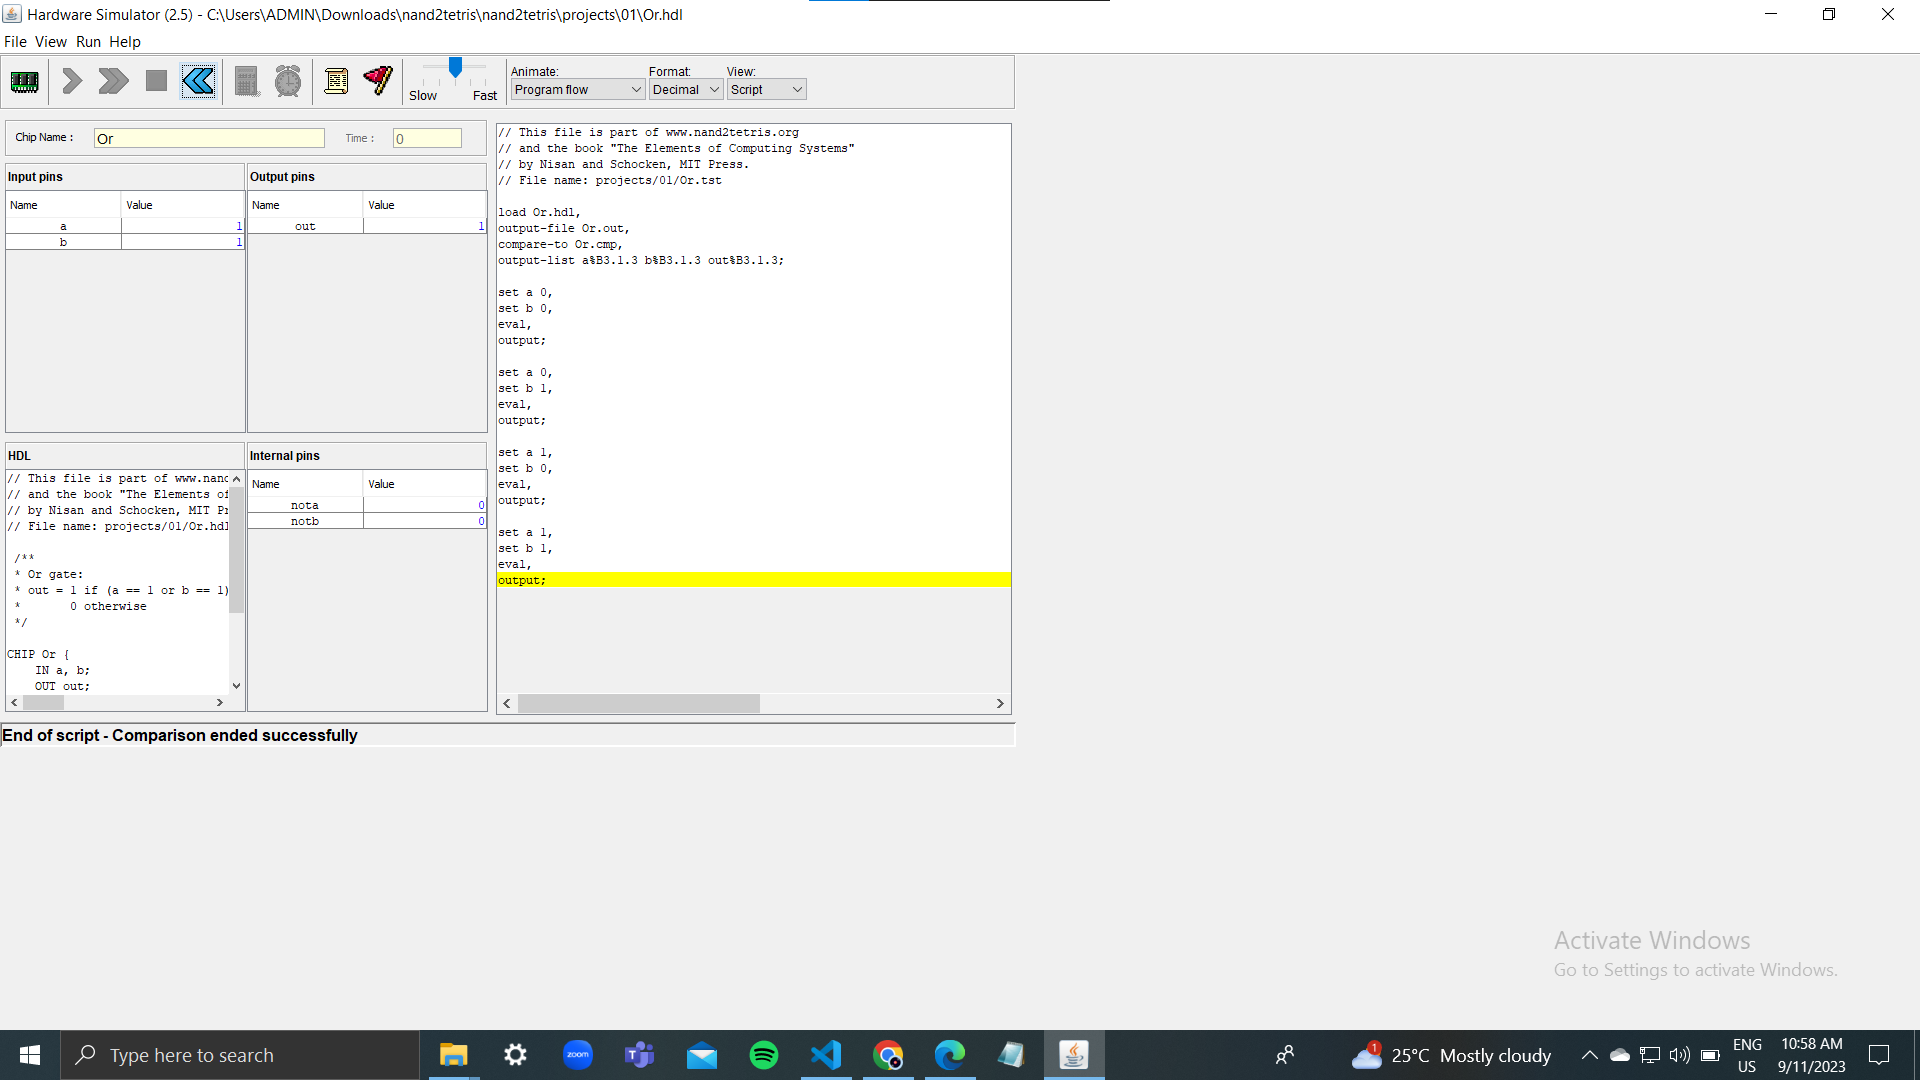 Hardware Simulator (2.5) - C:\Users\ADMIN\Downloads\nand2tetris\nand2tetris\projects\01\Or.hdl
File View Run Help
Slow Fast
Animate: Format: View:
Program flow Decimal Script
Chip Name : Or Time : 0
Input pins
Name Value
a 1
b 1
Output pins
Name Value
out 1
HDL
// This file is part of www.nand
// and the book "The Elements of
// by Nisan and Schocken, MIT Pr
// File name: projects/01/Or.hdl
/**
* Or gate:
* out = 1 if (a == 1 or b == 1)
* 0 otherwise
*/
CHIP Or {
IN a, b;
OUT out;
Internal pins
Name Value
nota 0
notb 0
// This file is part of www.nand2tetris.org
// and the book "The Elements of Computing Systems"
// by Nisan and Schocken, MIT Press.
// File name: projects/01/Or.tst
load Or.hdl,
output-file Or.out,
compare-to Or.cmp,
output-list a%B3.1.3 b%B3.1.3 out%B3.1.3;
set a 0,
set b 0,
eval,
output;
set a 0,
set b 1,
eval,
output;
set a 1,
set b 0,
eval,
output;
set a 1,
set b 1,
eval,
output;
End of script - Comparison ended successfully
Activate Windows
Go to Settings to activate Windows.
Type here to search
zoom
1
25°C Mostly cloudy
ENG
US
10:58 AM
9/11/2023